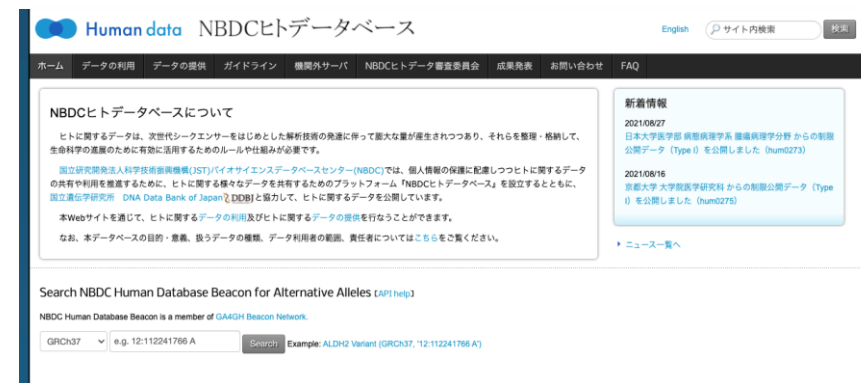 Human data NBDCヒトデータベース
English サイト内検索 検索
ホーム データの利用 データの提供 ガイドライン 機関外サーバ NBDCヒトデータ審査委員会 成果発表 お問い合わせ FAQ
NBDCヒトデータベースについて
ヒトに関するデータは、次世代シークエンサーをはじめとした解析技術の発達に伴って膨大な量が産生されつつあり、それらを整理・格納して、
生命科学の進展のために有効に活用するためのルールや仕組みが必要です。
国立研究開発法人科学技術振興機構(JST)バイオサイエンスデータベースセンター(NBDC)では、個人情報の保護に配慮しつつヒトに関するデータ
の共有や利用を推進するために、ヒトに関する様々なデータを共有するためのプラットフォーム『NBDCヒトデータベース』を設立するとともに、
国立遺伝学研究所 DNA Data Bank of Japan DDBJと協力して、ヒトに関するデータを公開しています。
本Webサイトを通じて、ヒトに関するデータの利用及びヒトに関するデータの提供を行なうことができます。
なお、本データベースの目的・意義、扱うデータの種類、データ利用者の範囲、責任者についてはこちらをご覧ください。
新着情報
2021/08/27
日本大学医学部 病態病理学系 腫瘍病理学分野 からの制限
公開データ（Type I）を公開しました（hum0273）
2021/08/16
京都大学 大学院医学研究科 からの制限公開データ（Type
I）を公開しました（hum0275）
ニュース一覧へ
Search NBDC Human Database Beacon for Alternative Alleles [API help]
NBDC Human Database Beacon is a member of GA4GH Beacon Network.
GRCh37 e.g. 12:112241766 A Search Example: ALDH2 Variant (GRCh37, '12:112241766 A')